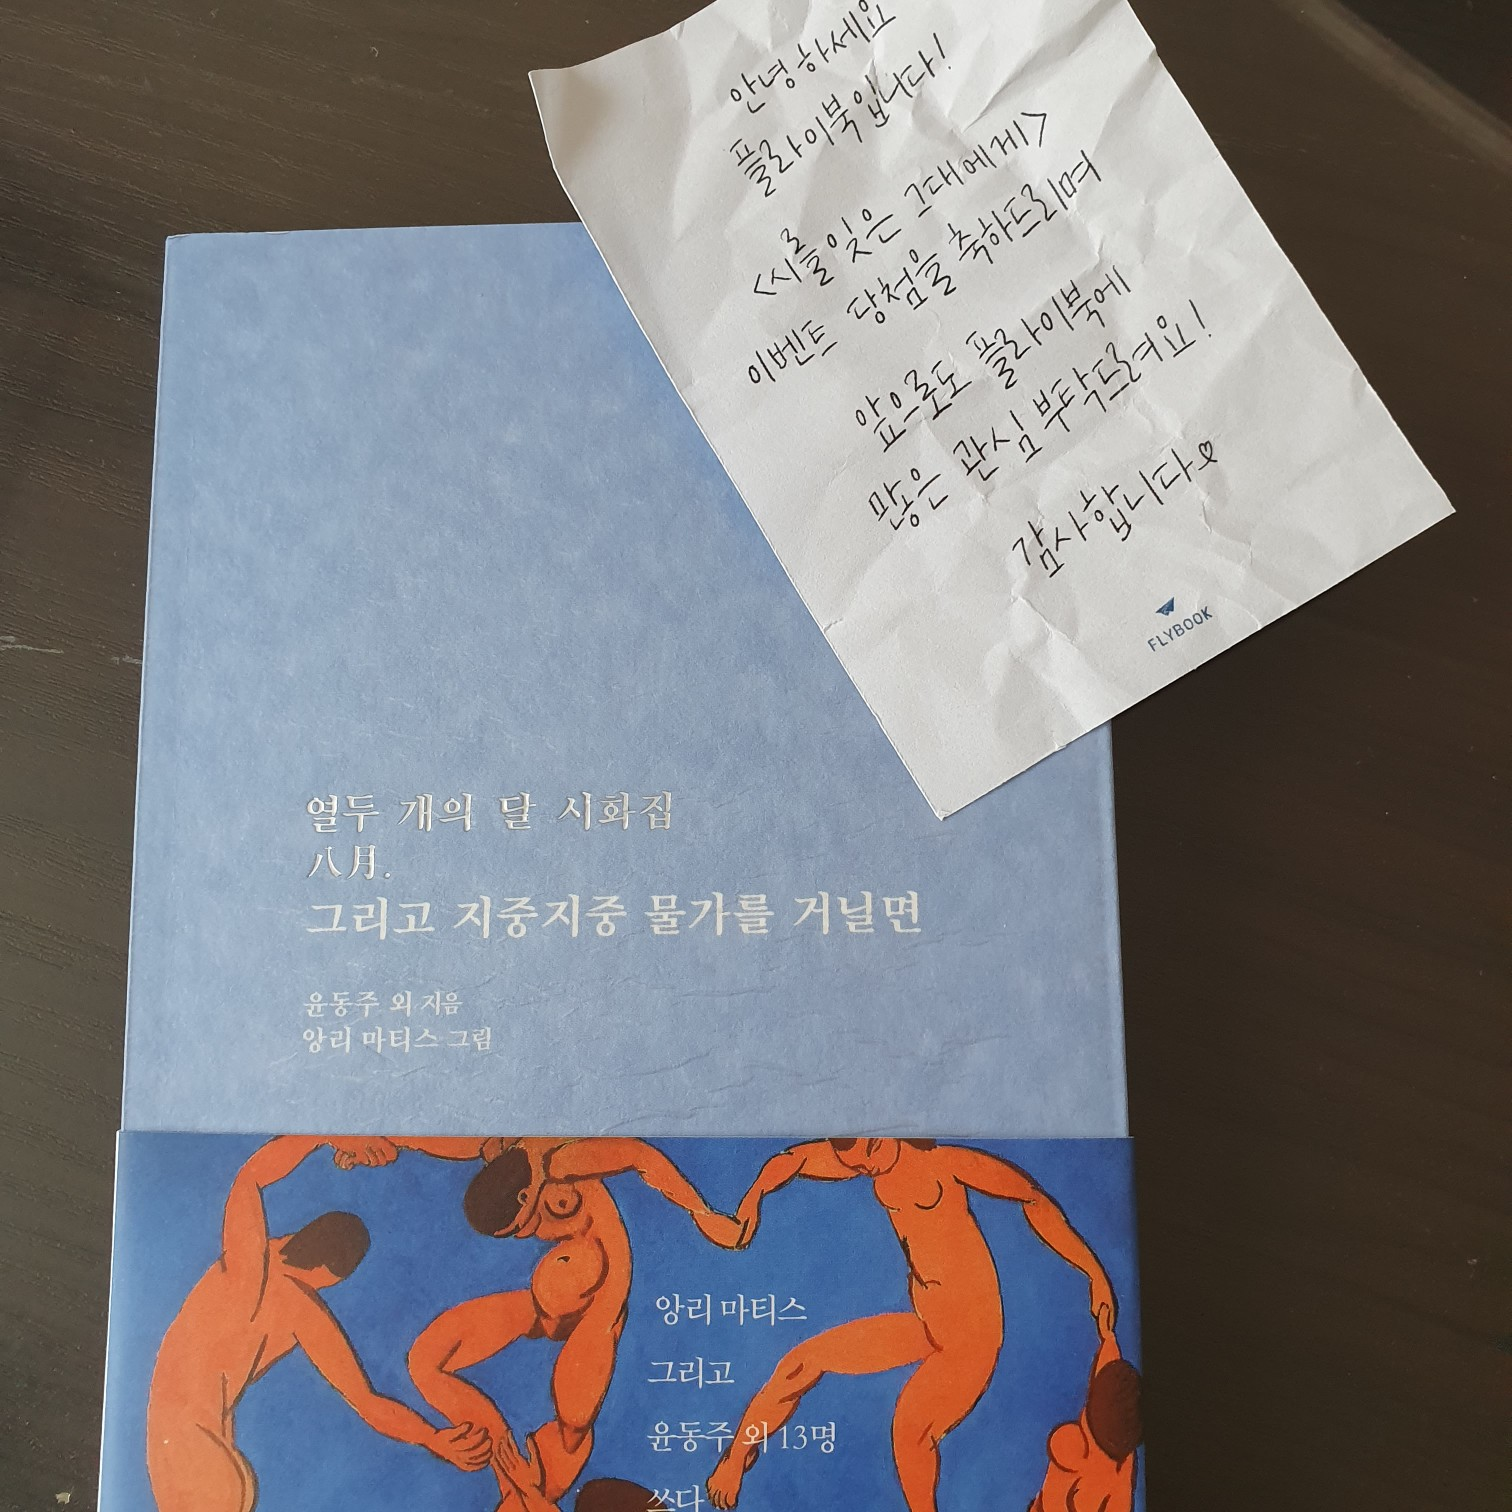 안녕하세요
플라이북입니다!
<시를 잊은 그대에게>
이벤트 당첨을 축하드리며
앞으로도 플라이북에
많은 관심 부탁드려요!
감사합니다♡
FLYBOOK
열두 개의 달 시화집
八月.
그리고 지중지중 물가를 거닐면
윤동주 외 지음
앙리 마티스 그림
앙리 마티스
그리고
윤동주 외 13명
쓰다